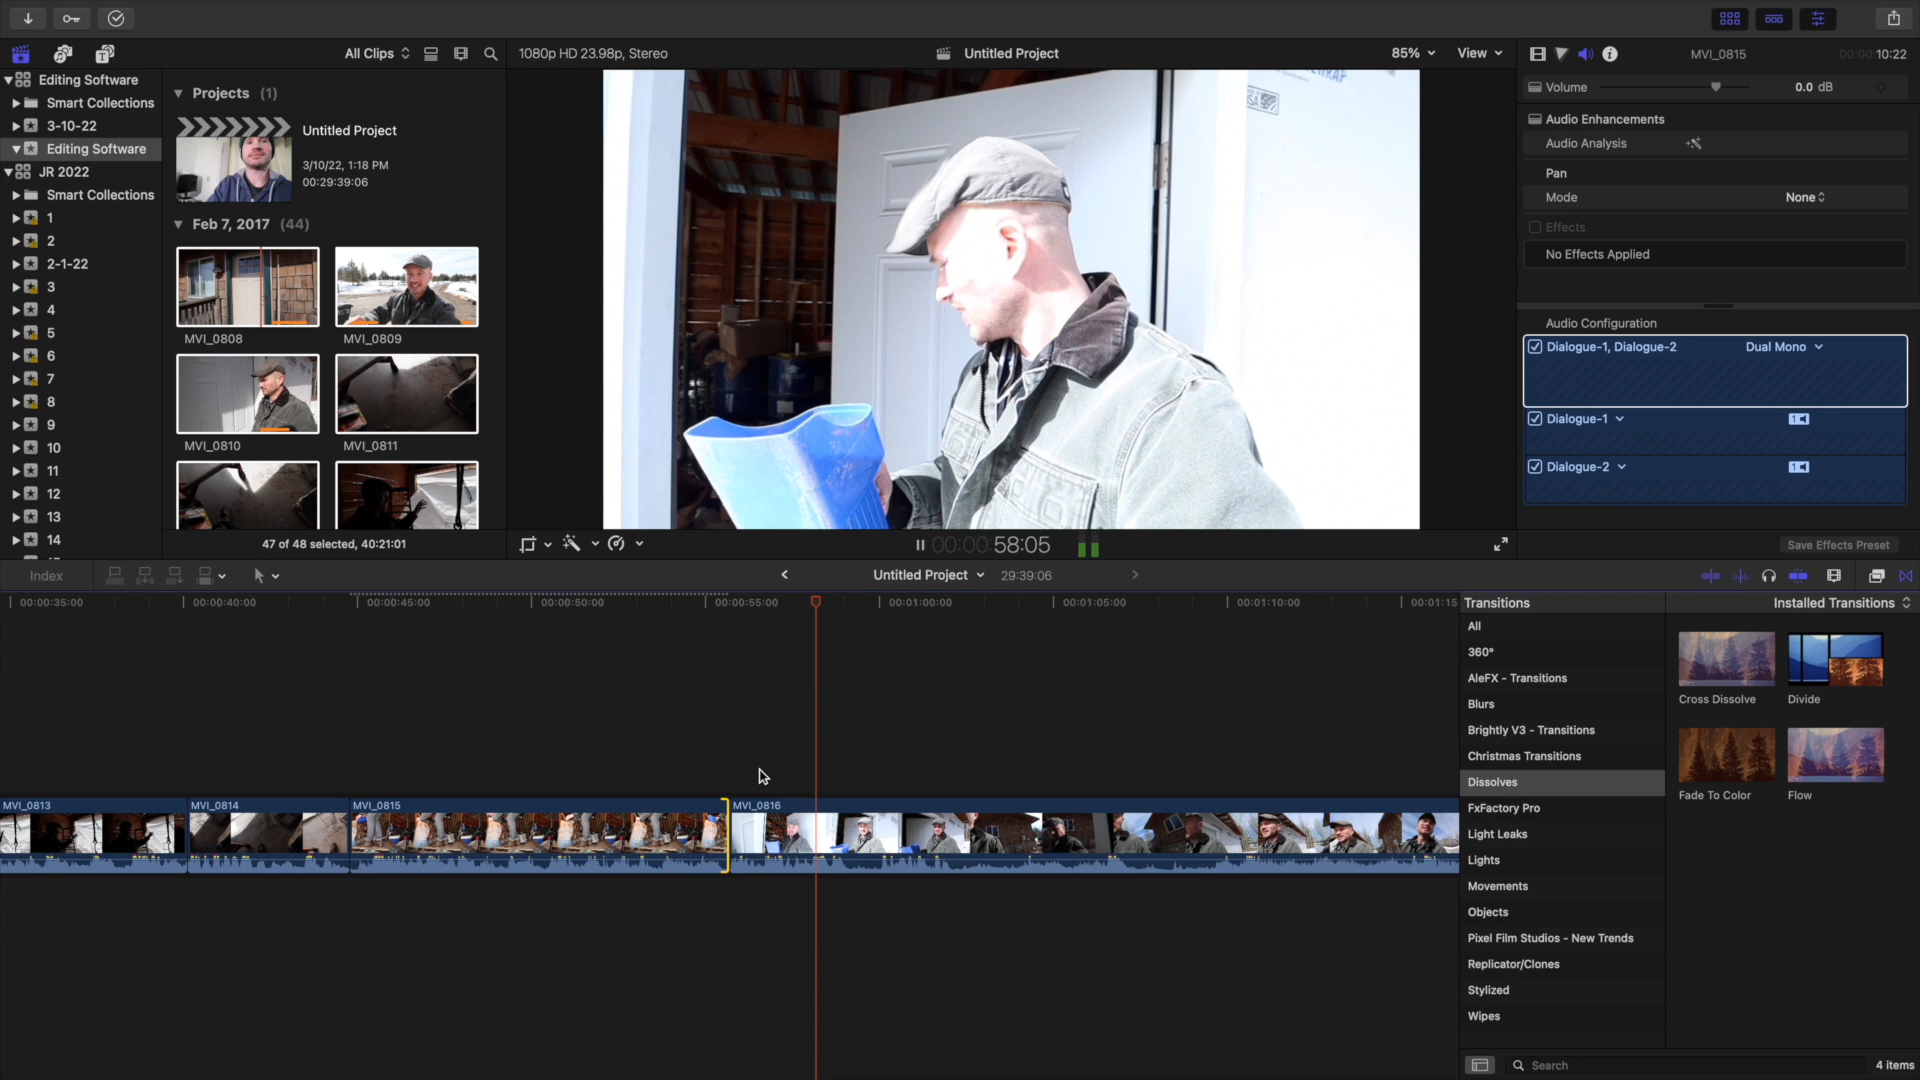 All Clips
1080p HD 23.98p, Stereo
Untitled Project
85%
View
MVI_0815
00:00:10:22
Editing Software
Smart Collections
3-10-22
Editing Software
JR 2022
Smart Collections
1
2
2-1-22
3
4
5
6
7
8
9
10
11
12
13
14
Projects (1)
Untitled Project
3/10/22, 1:18 PM
00:29:39:06
Feb 7, 2017 (44)
MVI_0808
MVI_0809
MVI_0810
MVI_0811
47 of 48 selected, 40:21:01
USA
00:00:58:05
Volume
0.0 dB
Audio Enhancements
Audio Analysis
Pan
Mode
None
Effects
No Effects Applied
Audio Configuration
Dialogue-1, Dialogue-2
Dual Mono
Dialogue-1
1
Dialogue-2
1
Save Effects Preset
Index
Untitled Project
29:39:06
00:00:35:00
00:00:40:00
00:00:45:00
00:00:50:00
00:00:55:00
00:01:00:00
00:01:05:00
00:01:10:00
00:01:15
MVI_0813
MVI_0814
MVI_0815
MVI_0816
Transitions
All
360°
AleFX - Transitions
Blurs
Brightly V3 - Transitions
Christmas Transitions
Dissolves
FxFactory Pro
Light Leaks
Lights
Movements
Objects
Pixel Film Studios - New Trends
Replicator/Clones
Stylized
Wipes
Installed Transitions
Cross Dissolve
Divide
Fade To Color
Flow
Search
4 items